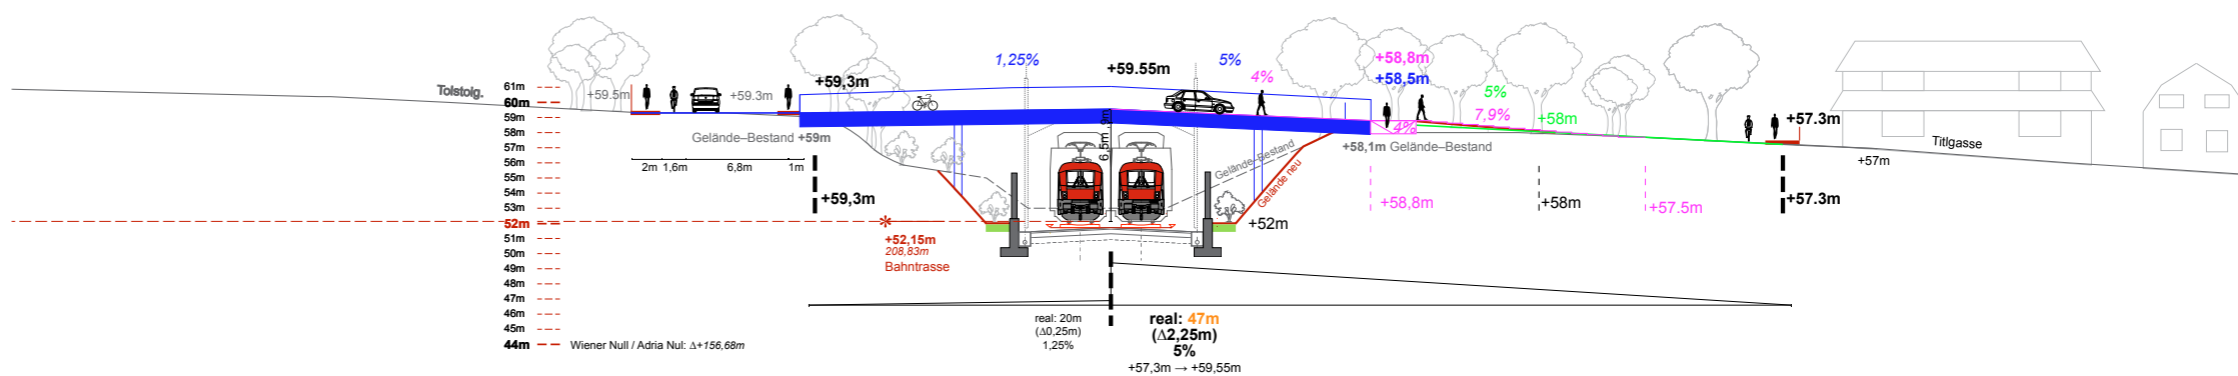 1,25%
+59.55m
5%
4%
+58,8m
+58,5m
+59,3m
Tolstoig.
+59.5m
+59.3m
61m
60m
59m
58m
57m
56m
55m
54m
53m
52m
51m
50m
49m
48m
47m
46m
45m
44m
Gelände–Bestand +59m
2m
1,6m
6,8m
1m
+59,3m
6,5m
,9m
5%
7,9%
+58m
4%
+58,1m Gelände–Bestand
+57.3m
Titlgasse
+57m
Gelände–Bestand
Gelände neu
+52m
+58,8m
+58m
+57.5m
+57.3m
*
+52,15m
208,83m
Bahntrasse
real: 20m
(Δ0,25m)
1,25%
real: 47m
(Δ2,25m)
5%
+57,3m → +59,55m
Wiener Null / Adria Nul: Δ+156,68m